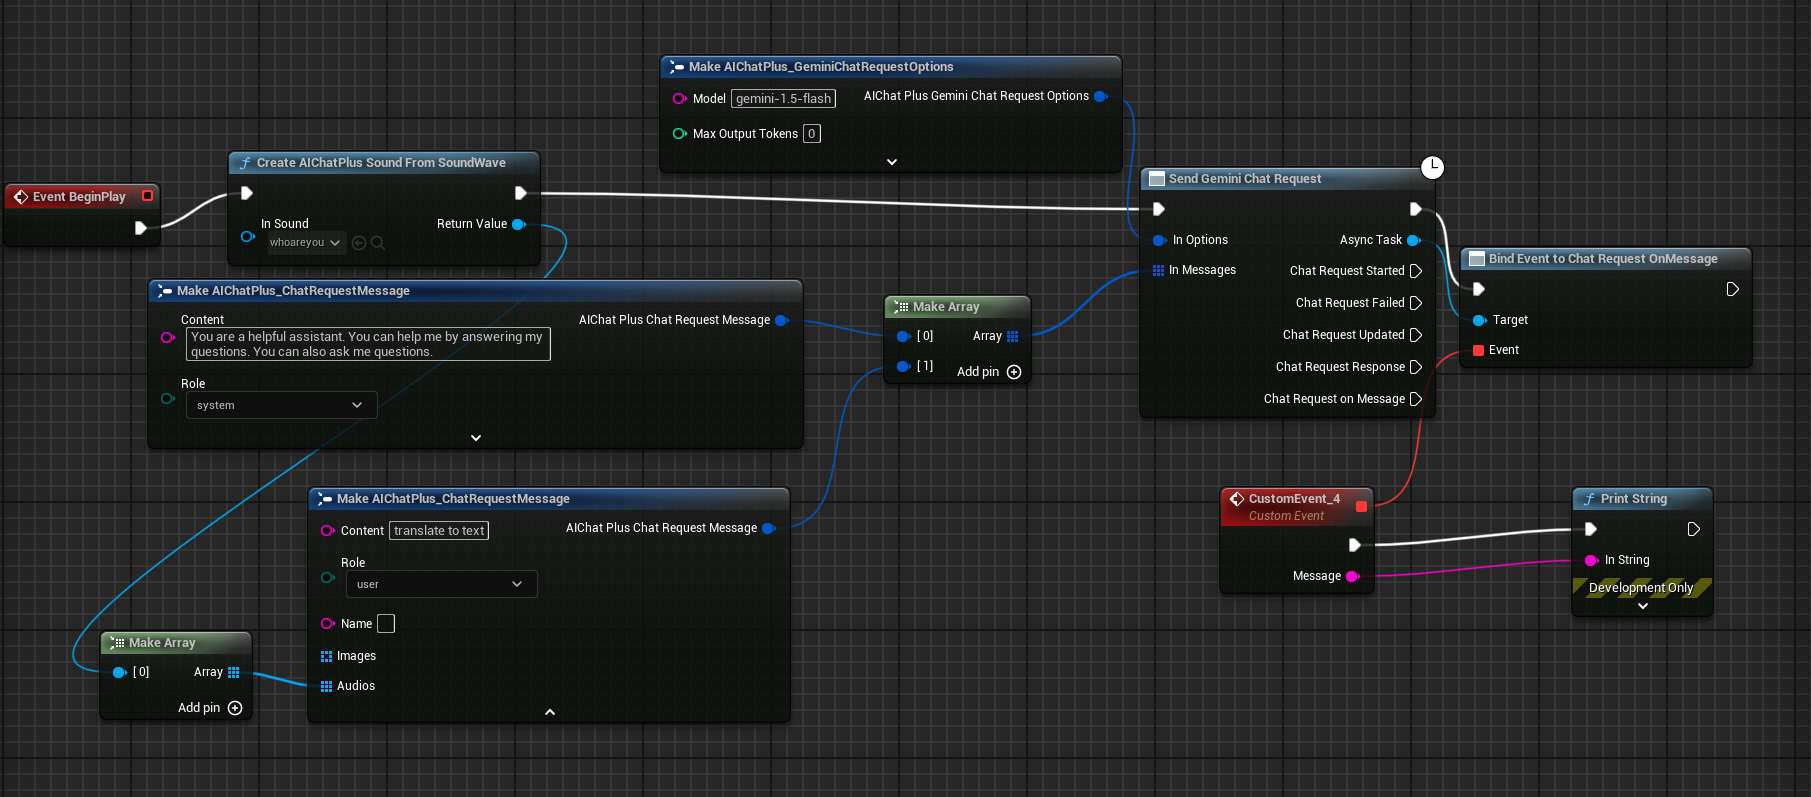 Event BeginPlay
Create AIChatPlus Sound From SoundWave
In Sound
whoareyou
Return Value
Make AIChatPlus_GeminiChatRequestOptions
Model
gemini-1.5-flash
AIChat Plus Gemini Chat Request Options
Max Output Tokens
0
Make AIChatPlus_ChatRequestMessage
Content
You are a helpful assistant. You can help me by answering my
questions. You can also ask me questions.
AIChat Plus Chat Request Message
Role
system
Make Array
[0]
Array
[1]
Add pin
Send Gemini Chat Request
In Options
Async Task
In Messages
Chat Request Started
Chat Request Failed
Chat Request Updated
Chat Request Response
Chat Request on Message
Bind Event to Chat Request OnMessage
Target
Event
Make AIChatPlus_ChatRequestMessage
Content
translate to text
AIChat Plus Chat Request Message
Role
user
Name
Images
Audios
Make Array
[0]
Array
Add pin
CustomEvent_4
Custom Event
Message
Print String
In String
Development Only